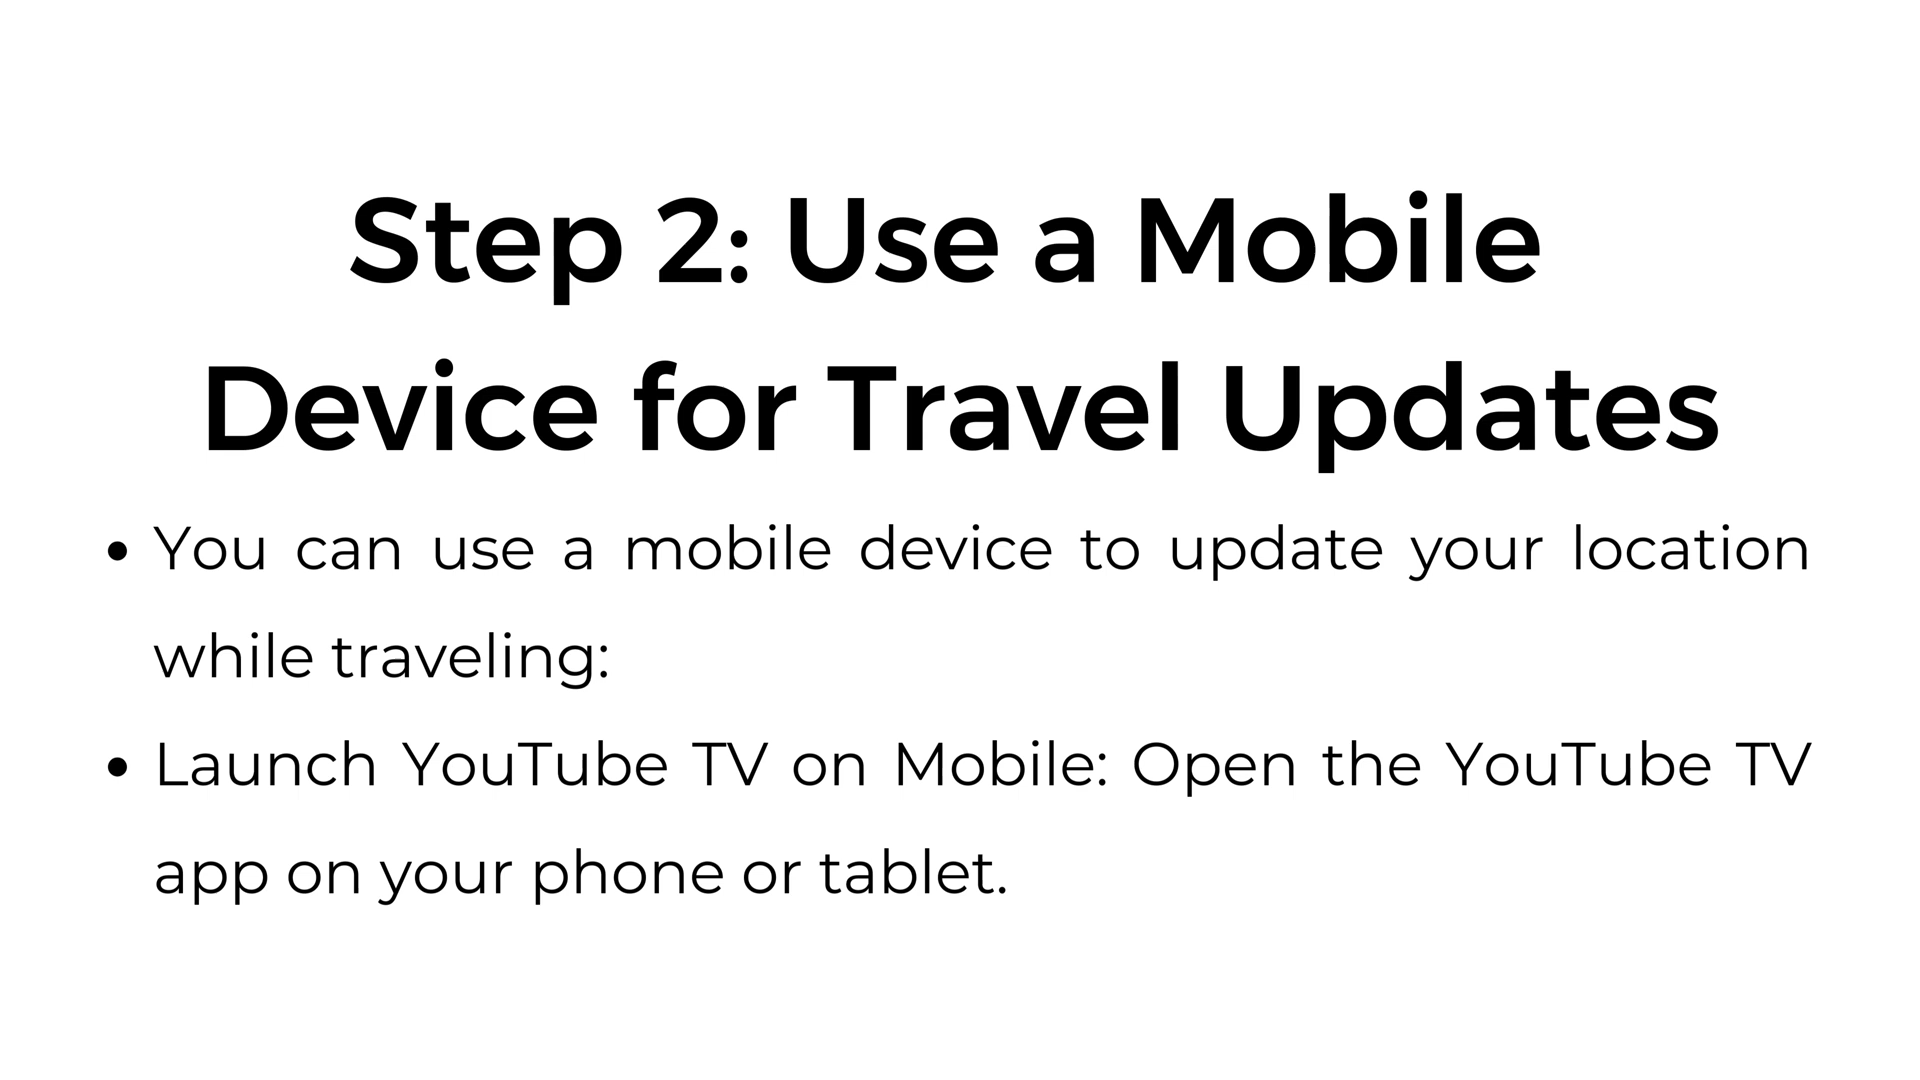 Step 2: Use a Mobile
Device for Travel Updates
• You can use a mobile device to update your location
while traveling:
• Launch YouTube TV on Mobile: Open the YouTube TV
app on your phone or tablet.